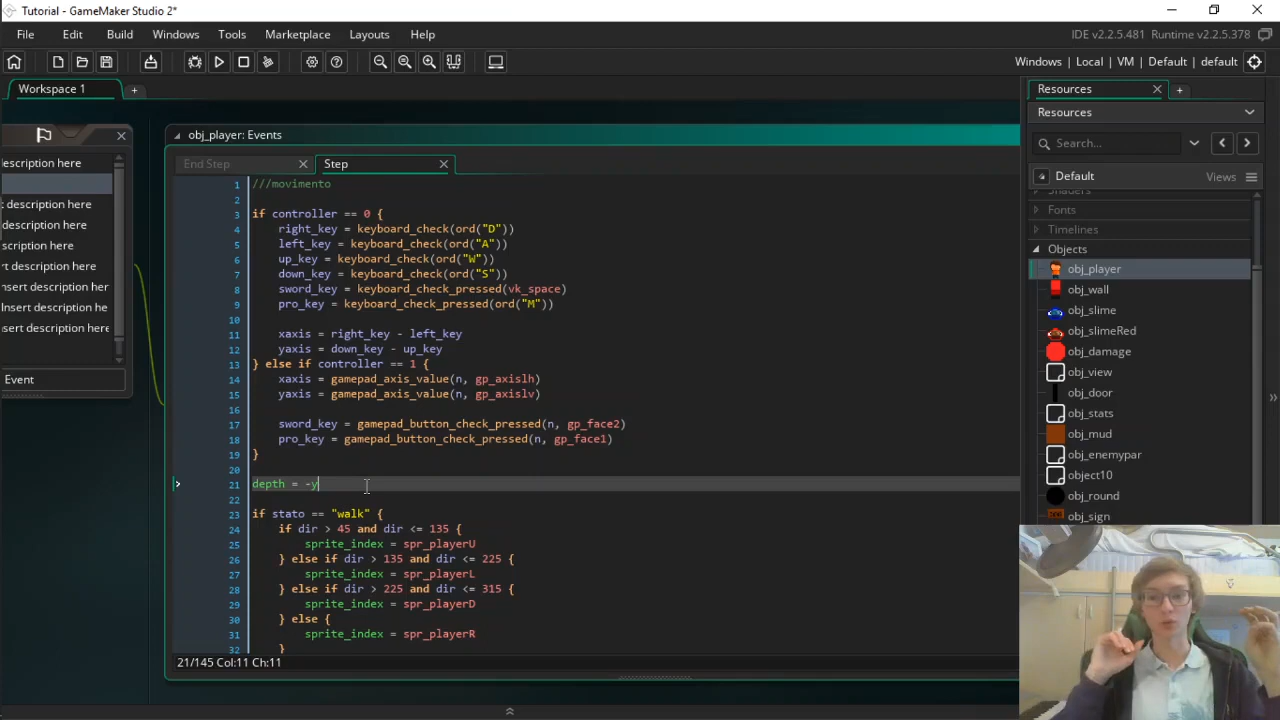 Tutorial - GameMaker Studio 2*
File Edit Build Windows Tools Marketplace Layouts Help
IDE v2.2.5.481 Runtime v2.2.5.378
Windows | Local | VM | Default | default
Workspace 1
obj_player: Events
End Step
Step
escription here
t description here
description here
scription here
rt description here
nsert description here
Insert description here
nsert description here
Event
1 ///movimento
2
3 if controller == 0 {
4 right_key = keyboard_check(ord("D"))
5 left_key = keyboard_check(ord("A"))
6 up_key = keyboard_check(ord("W"))
7 down_key = keyboard_check(ord("S"))
8 sword_key = keyboard_check_pressed(vk_space)
9 pro_key = keyboard_check_pressed(ord("M"))
10
11 xaxis = right_key - left_key
12 yaxis = down_key - up_key
13 } else if controller == 1 {
14 xaxis = gamepad_axis_value(n, gp_axislh)
15 yaxis = gamepad_axis_value(n, gp_axislv)
16
17 sword_key = gamepad_button_check_pressed(n, gp_face2)
18 pro_key = gamepad_button_check_pressed(n, gp_face1)
19 }
20
21 depth = -y
22
23 if stato == "walk" {
24 if dir > 45 and dir <= 135 {
25 sprite_index = spr_playerU
26 } else if dir > 135 and dir <= 225 {
27 sprite_index = spr_playerL
28 } else if dir > 225 and dir <= 315 {
29 sprite_index = spr_playerD
30 } else {
31 sprite_index = spr_playerR
32 }
21/145 Col:11 Ch:11
Resources
Resources
Search...
Default
Views
Shaders
Fonts
Timelines
Objects
obj_player
obj_wall
obj_slime
obj_slimeRed
obj_damage
obj_view
obj_door
obj_stats
obj_mud
obj_enemypar
object10
obj_round
obj_sign